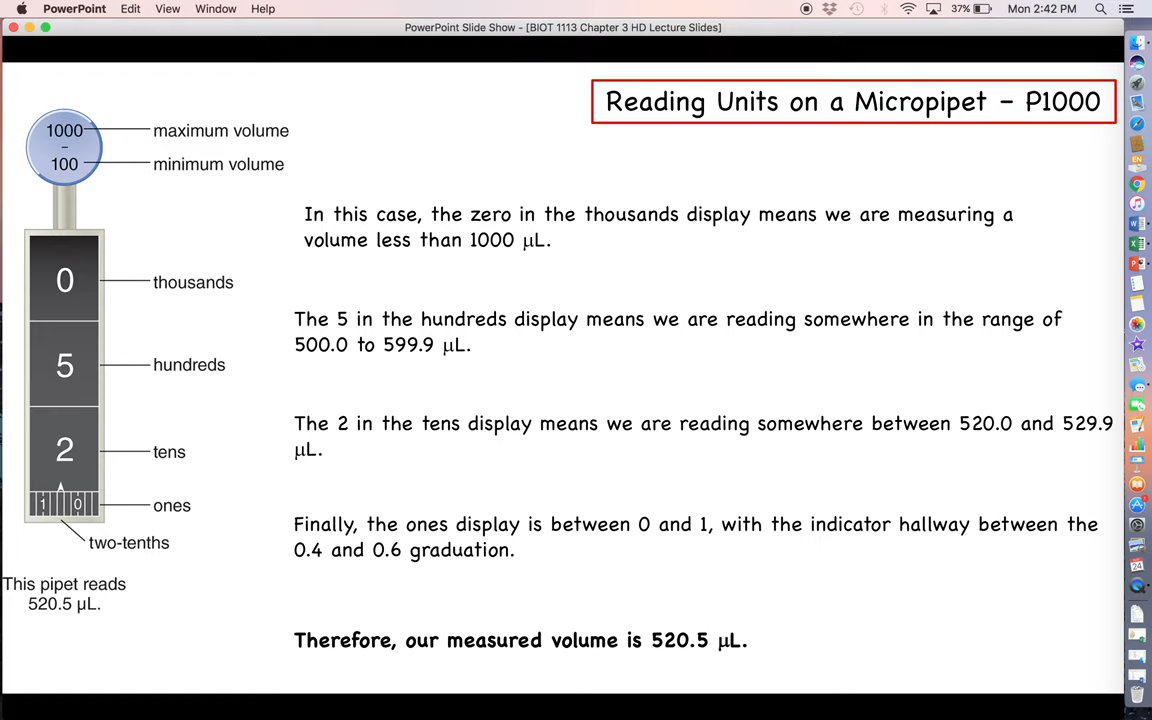 PowerPoint Edit View Window Help 37% Mon 2:42 PM
PowerPoint Slide Show - [BIOT 1113 Chapter 3 HD Lecture Slides]
Reading Units on a Micropipet – P1000
1000 maximum volume
–
100 minimum volume
In this case, the zero in the thousands display means we are measuring a
volume less than 1000 μL.
0 thousands
The 5 in the hundreds display means we are reading somewhere in the range of
500.0 to 599.9 μL.
5 hundreds
The 2 in the tens display means we are reading somewhere between 520.0 and 529.9
μL.
2 tens
1 0 ones
two-tenths
Finally, the ones display is between 0 and 1, with the indicator hallway between the
0.4 and 0.6 graduation.
This pipet reads
520.5 μL.
Therefore, our measured volume is 520.5 μL.